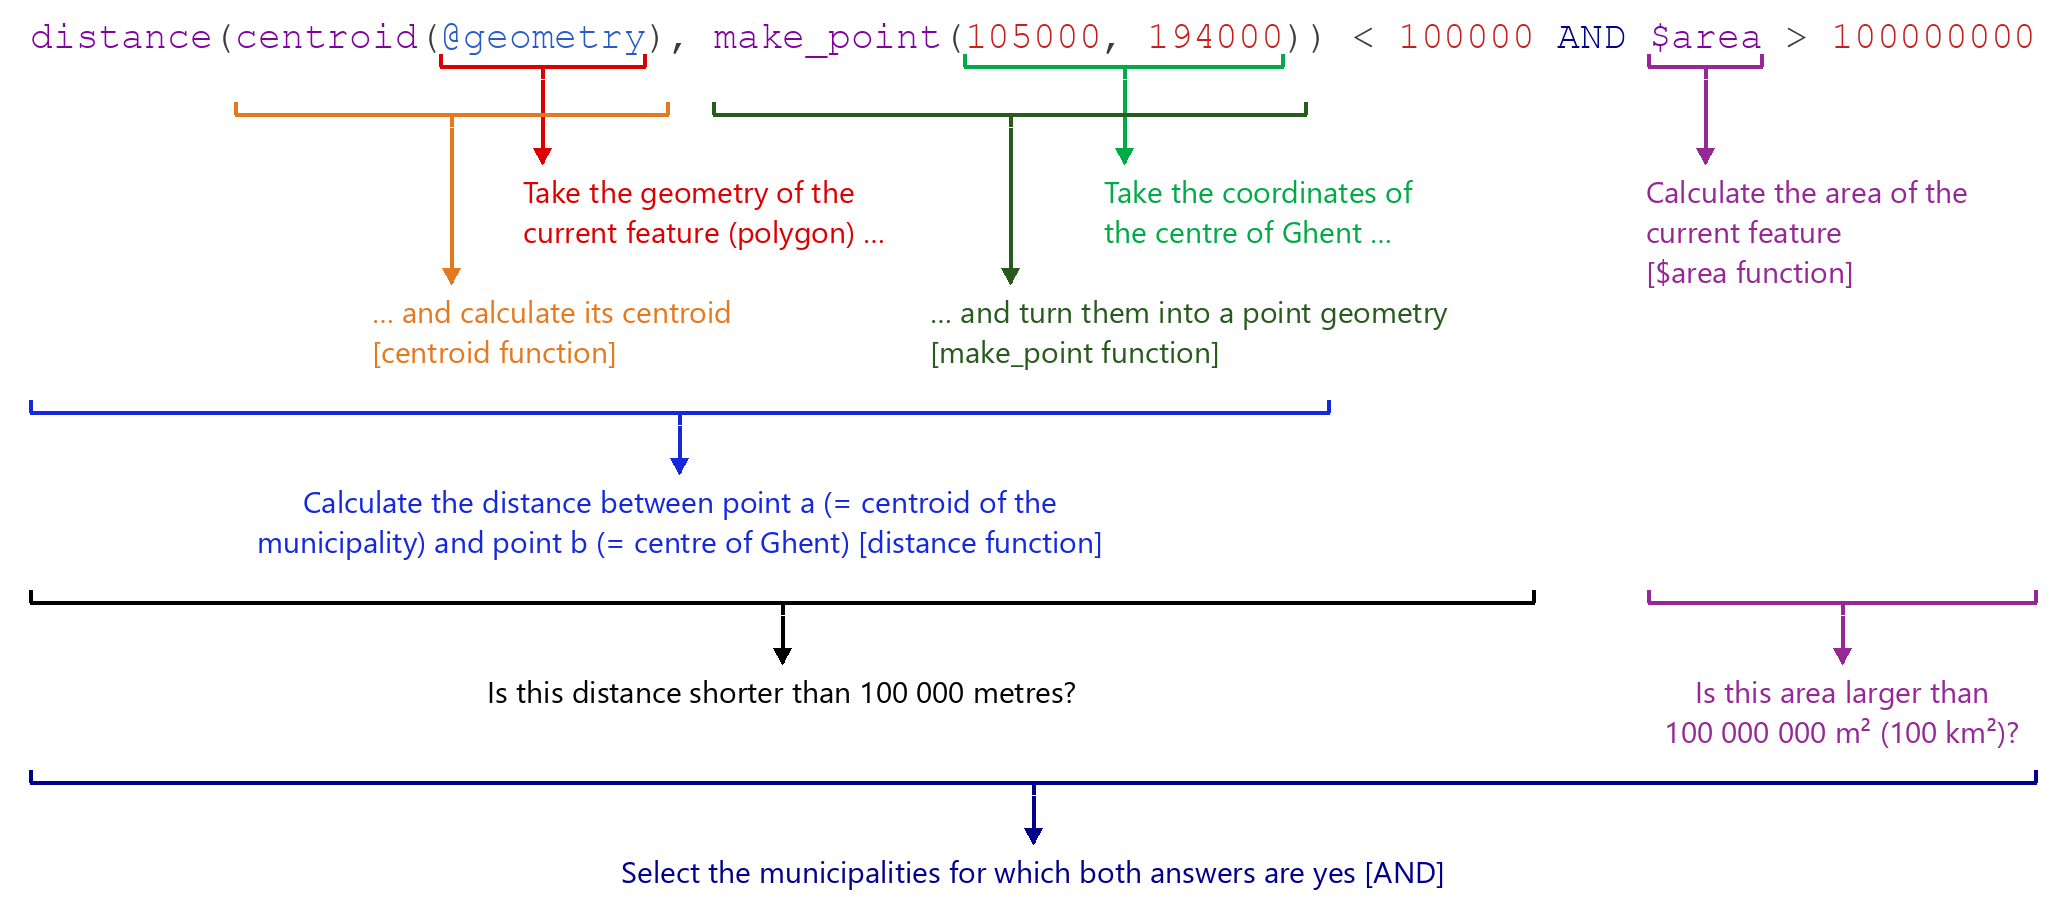 distance(centroid(@geometry), make_point(105000, 194000)) < 100000 AND $area > 100000000
Take the geometry of the
current feature (polygon) ...
Take the coordinates of
the centre of Ghent ...
Calculate the area of the
current feature
[$area function]
... and calculate its centroid
[centroid function]
... and turn them into a point geometry
[make_point function]
Calculate the distance between point a (= centroid of the
municipality) and point b (= centre of Ghent) [distance function]
Is this distance shorter than 100 000 metres?
Is this area larger than
100 000 000 m² (100 km²)?
Select the municipalities for which both answers are yes [AND]